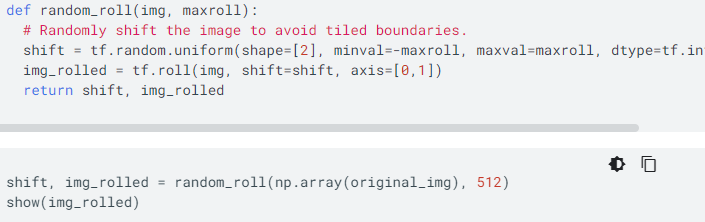 def random_roll(img, maxroll):
  # Randomly shift the image to avoid tiled boundaries.
  shift = tf.random.uniform(shape=[2], minval=-maxroll, maxval=maxroll, dtype=tf.in
  img_rolled = tf.roll(img, shift=shift, axis=[0,1])
  return shift, img_rolled
shift, img_rolled = random_roll(np.array(original_img), 512)
show(img_rolled)